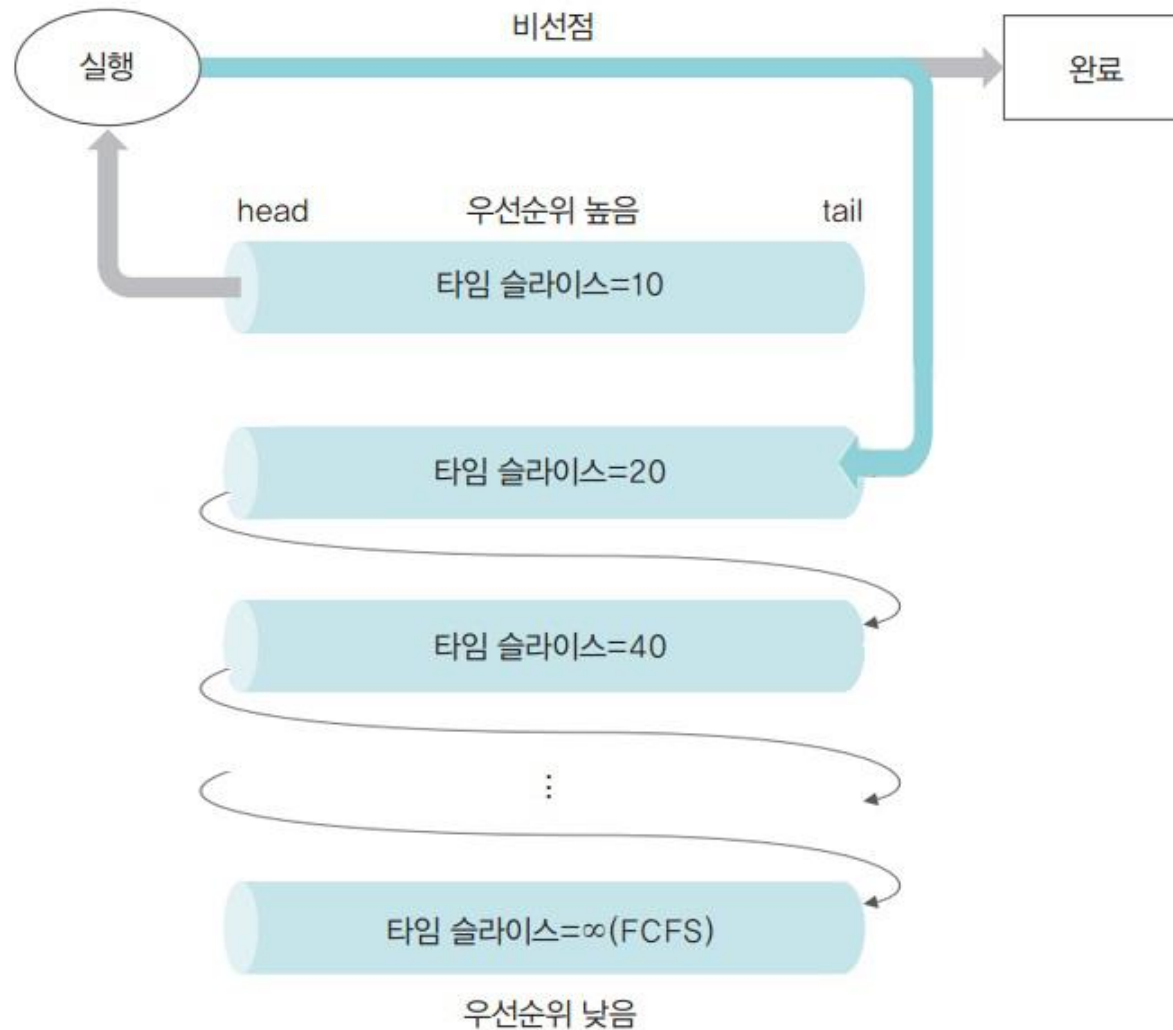 비선점
실행
완료
head
우선순위 높음
tail
타임 슬라이스=10
타임 슬라이스=20
타임 슬라이스=40
⋮
타임 슬라이스=∞(FCFS)
우선순위 낮음